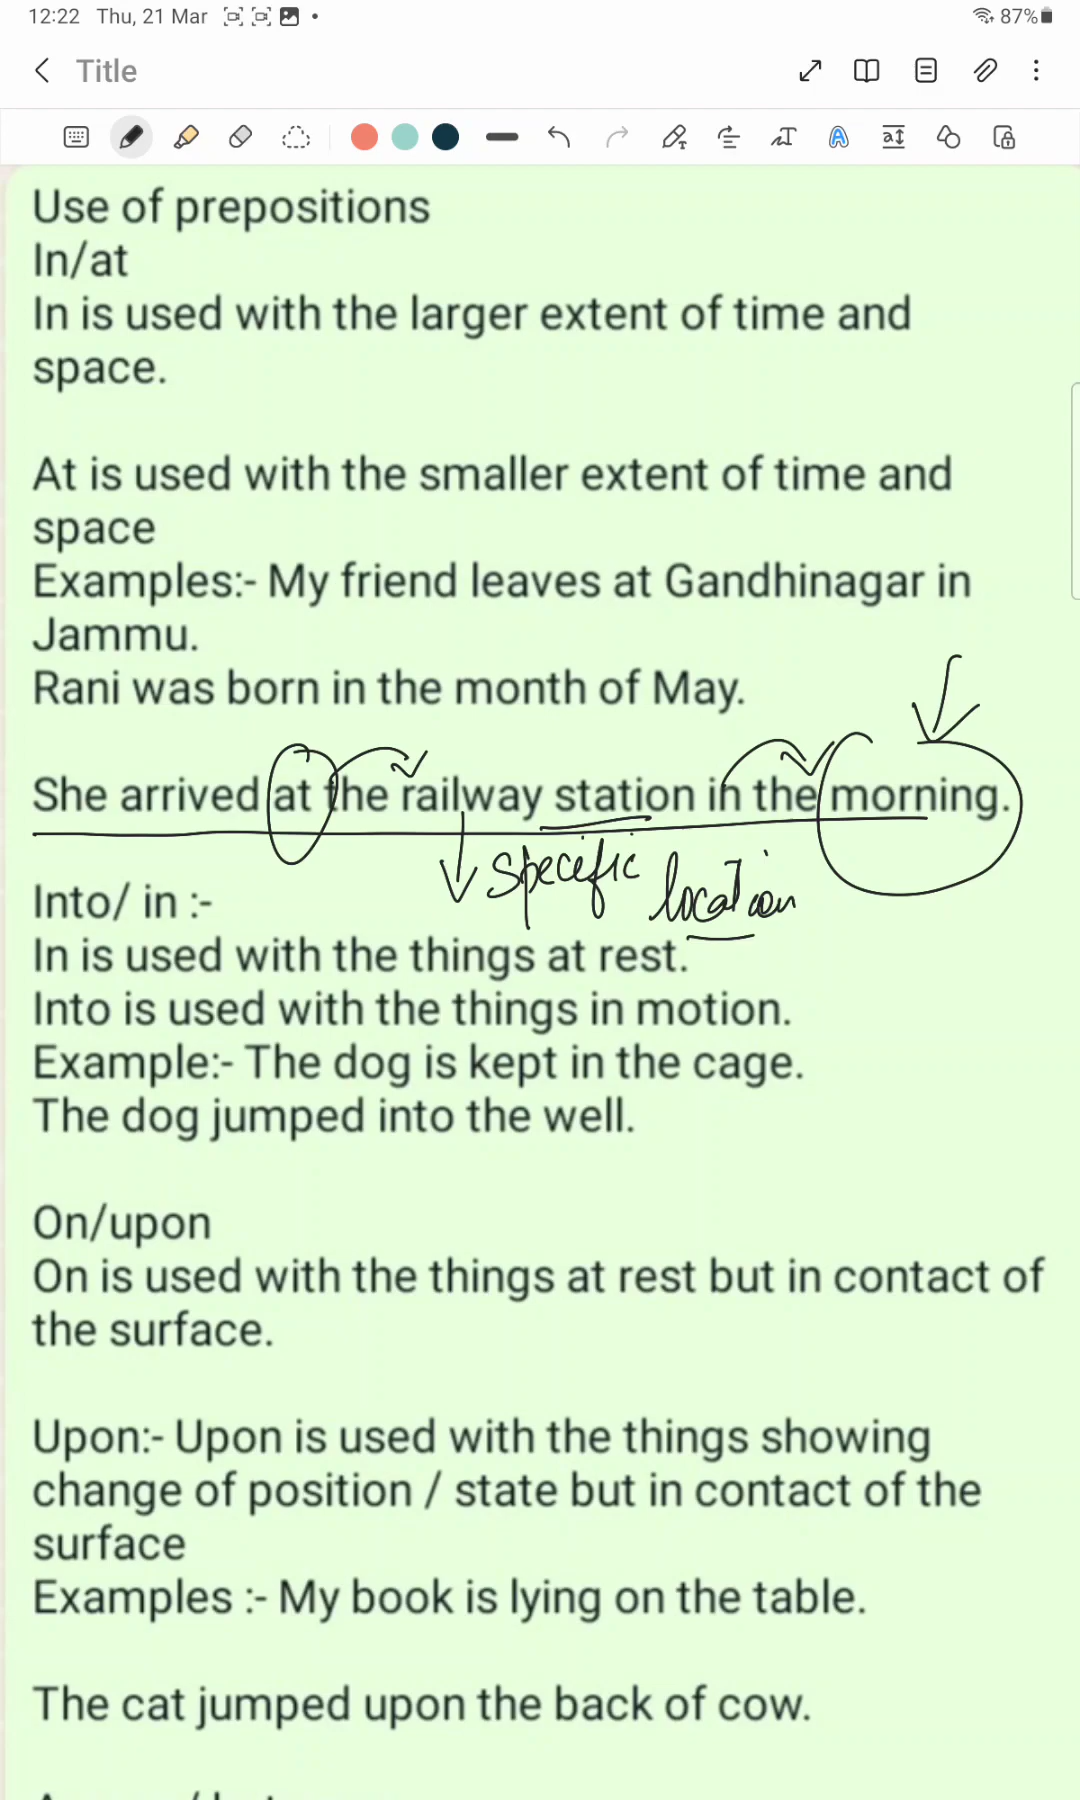 12:22 Thu, 21 Mar 87%
Title
Use of prepositions
In/at
In is used with the larger extent of time and
space.
At is used with the smaller extent of time and
space
Examples:- My friend leaves at Gandhinagar in
Jammu.
Rani was born in the month of May.
She arrived at the railway station in the morning.
specific location
Into/ in :-
In is used with the things at rest.
Into is used with the things in motion.
Example:- The dog is kept in the cage.
The dog jumped into the well.
On/upon
On is used with the things at rest but in contact of
the surface.
Upon:- Upon is used with the things showing
change of position / state but in contact of the
surface
Examples :- My book is lying on the table.
The cat jumped upon the back of cow.